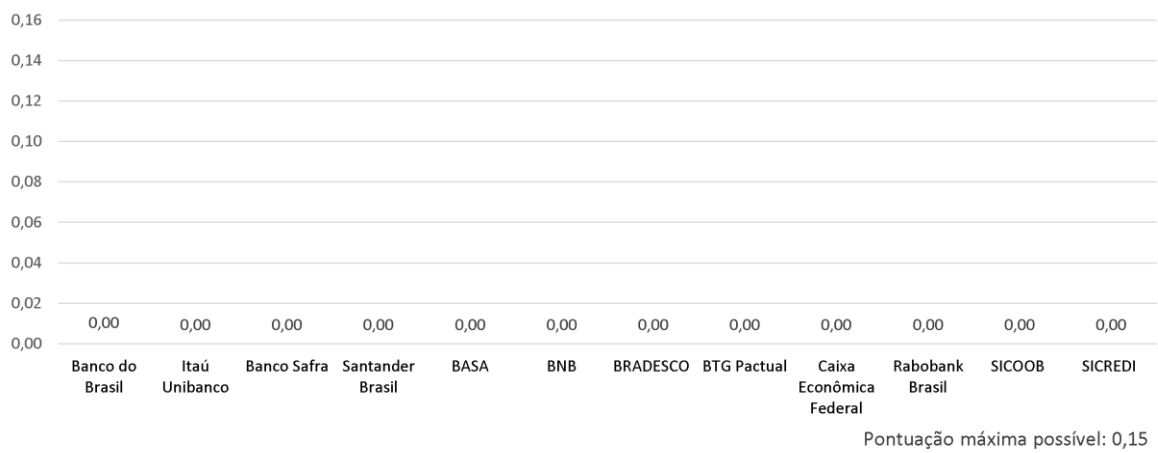 0,16
0,14
0,12
0,10
0,08
0,06
0,04
0,02
0,00
0,00 0,00 0,00 0,00 0,00 0,00 0,00 0,00 0,00 0,00 0,00 0,00
Banco do Brasil
Itaú Unibanco
Banco Safra
Santander Brasil
BASA
BNB
BRADESCO
BTG Pactual
Caixa Econômica Federal
Rabobank Brasil
SICOOB
SICREDI
Pontuação máxima possível: 0,15